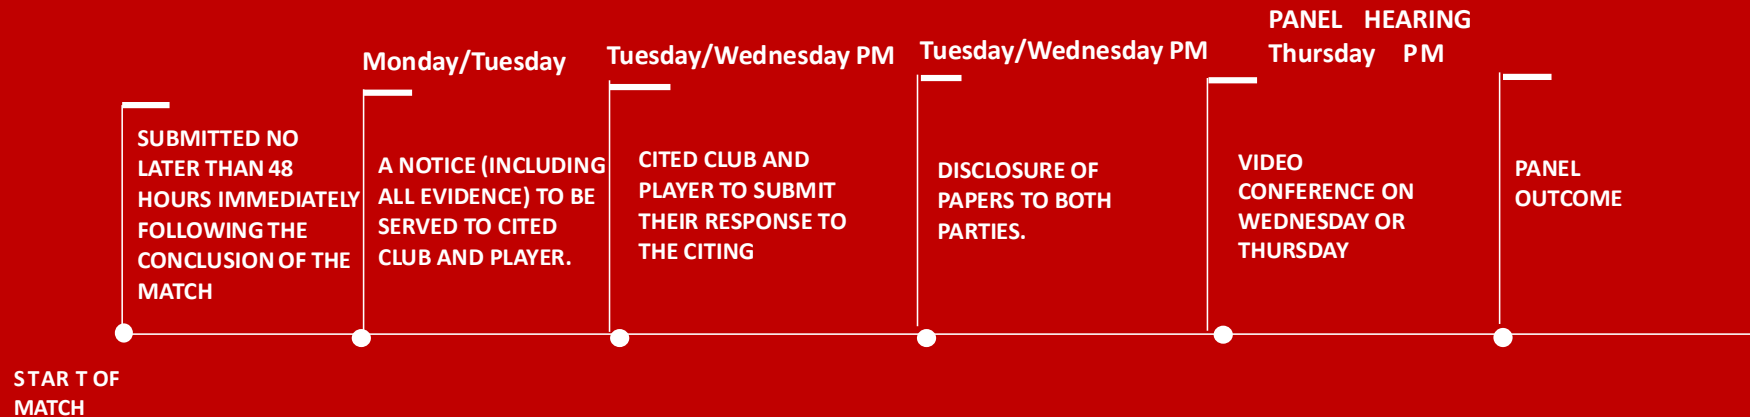 SUBMITTED NO
LATER THAN 48
HOURS IMMEDIATELY
FOLLOWING THE
CONCLUSION OF THE
MATCH
Monday/Tuesday
A NOTICE (INCLUDING
ALL EVIDENCE) TO BE
SERVED TO CITED
CLUB AND PLAYER.
Tuesday/Wednesday PM
CITED CLUB AND
PLAYER TO SUBMIT
THEIR RESPONSE TO
THE CITING
Tuesday/Wednesday PM
DISCLOSURE OF
PAPERS TO BOTH
PARTIES.
PANEL HEARING
Thursday PM
VIDEO
CONFERENCE ON
WEDNESDAY OR
THURSDAY
PANEL
OUTCOME
START OF
MATCH